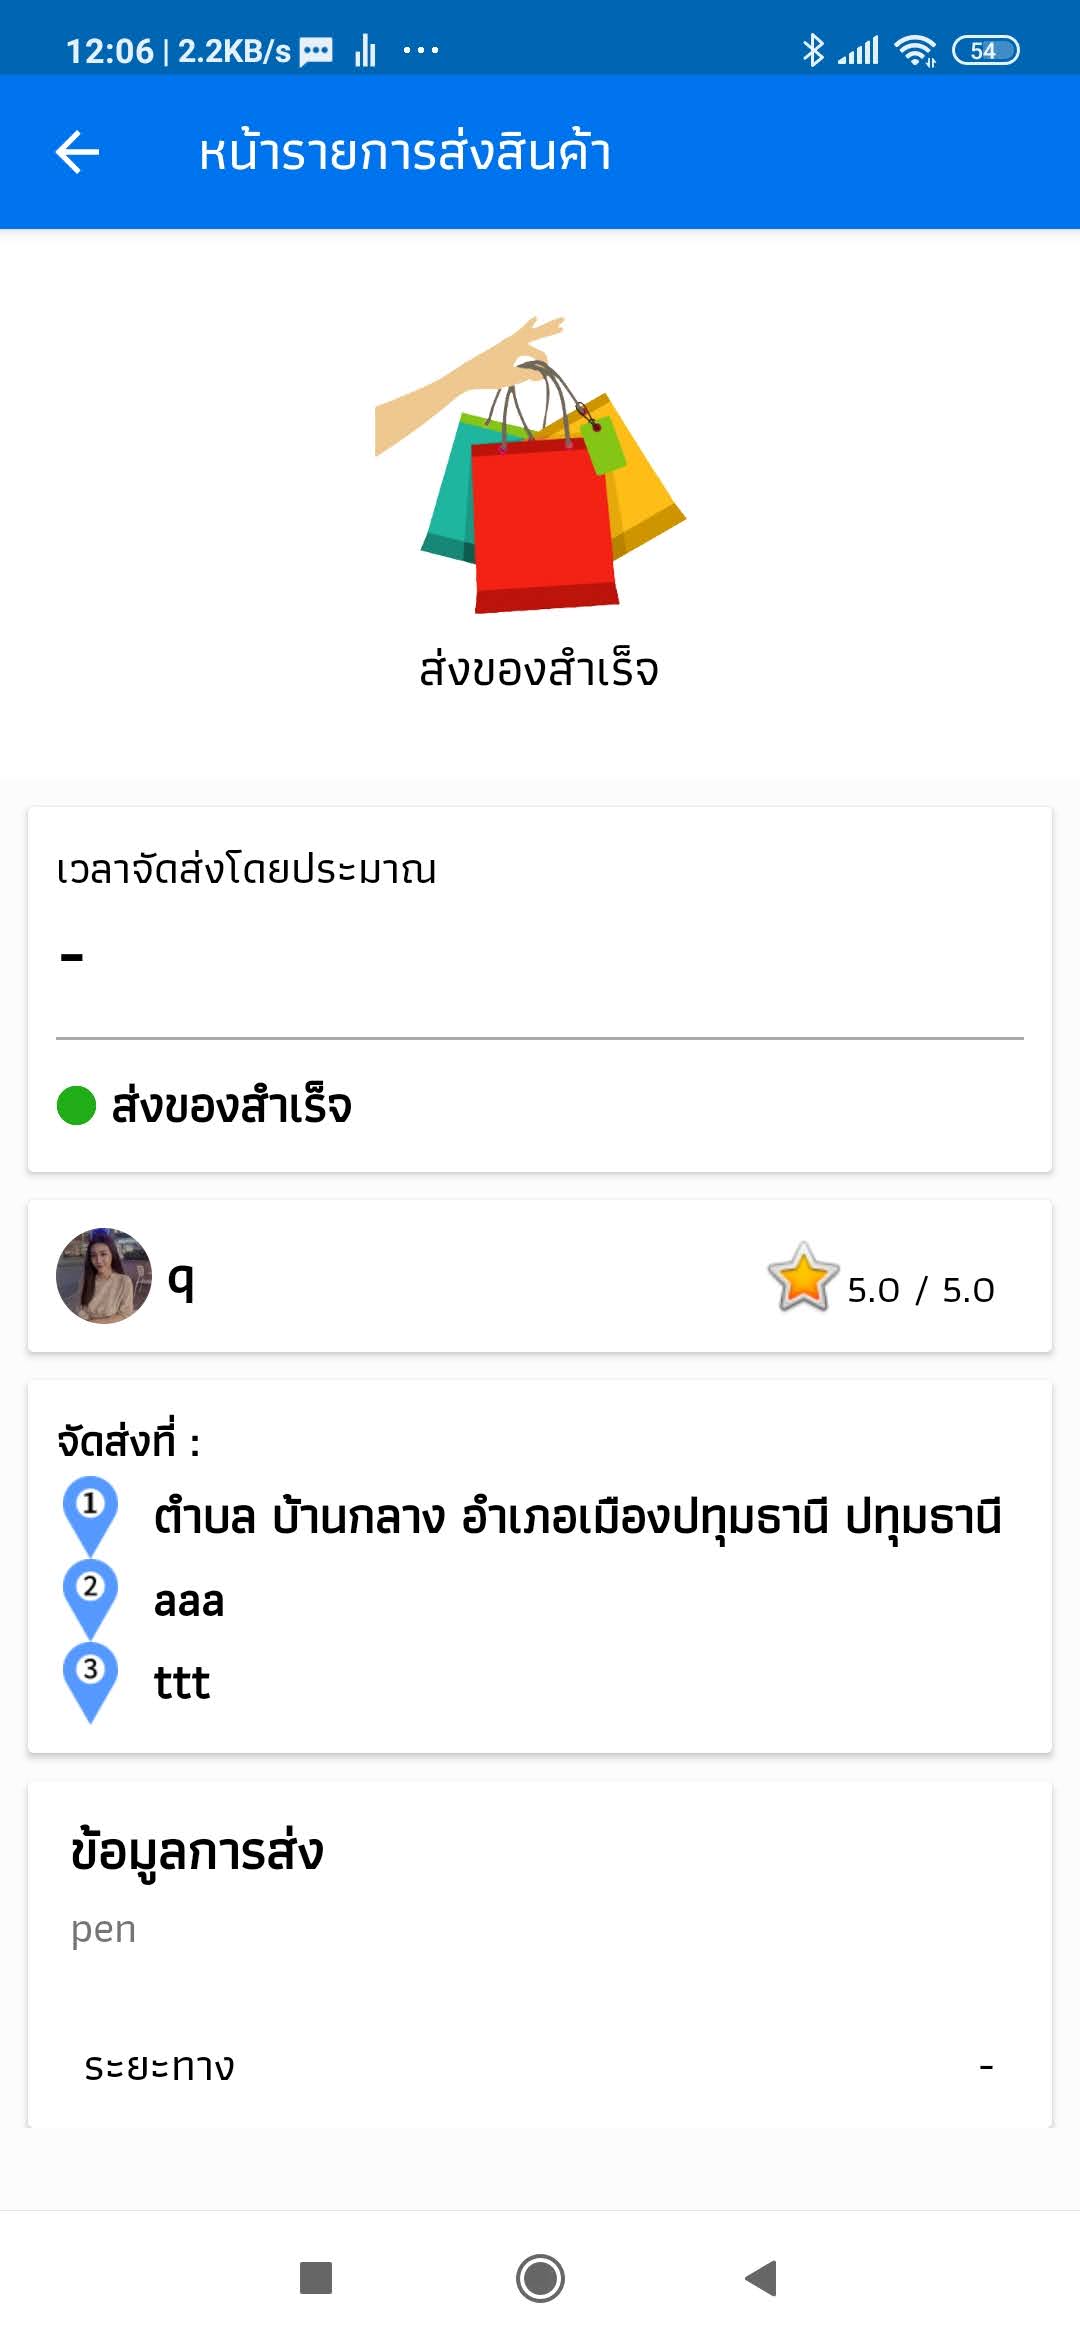 12:06 | 2.2KB/s
54
หน้ารายการส่งสินค้า
ส่งของสำเร็จ
เวลาจัดส่งโดยประมาณ
-
ส่งของสำเร็จ
q 5.0 / 5.0
จัดส่งที่ :
1 ตำบล บ้านกลาง อำเภอเมืองปทุมธานี ปทุมธานี
2 aaa
3 ttt
ข้อมูลการส่ง
pen
ระยะทาง -